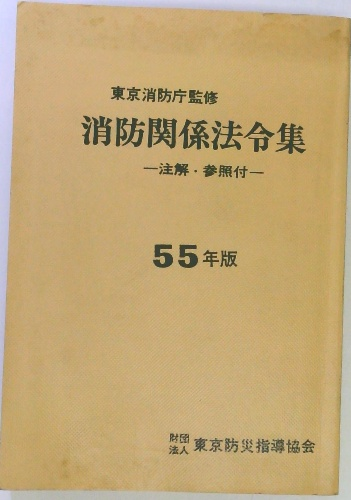 東京消防庁監修
消防関係法令集
―注解・参照付―
55年版
財団法人 東京防災指導協会